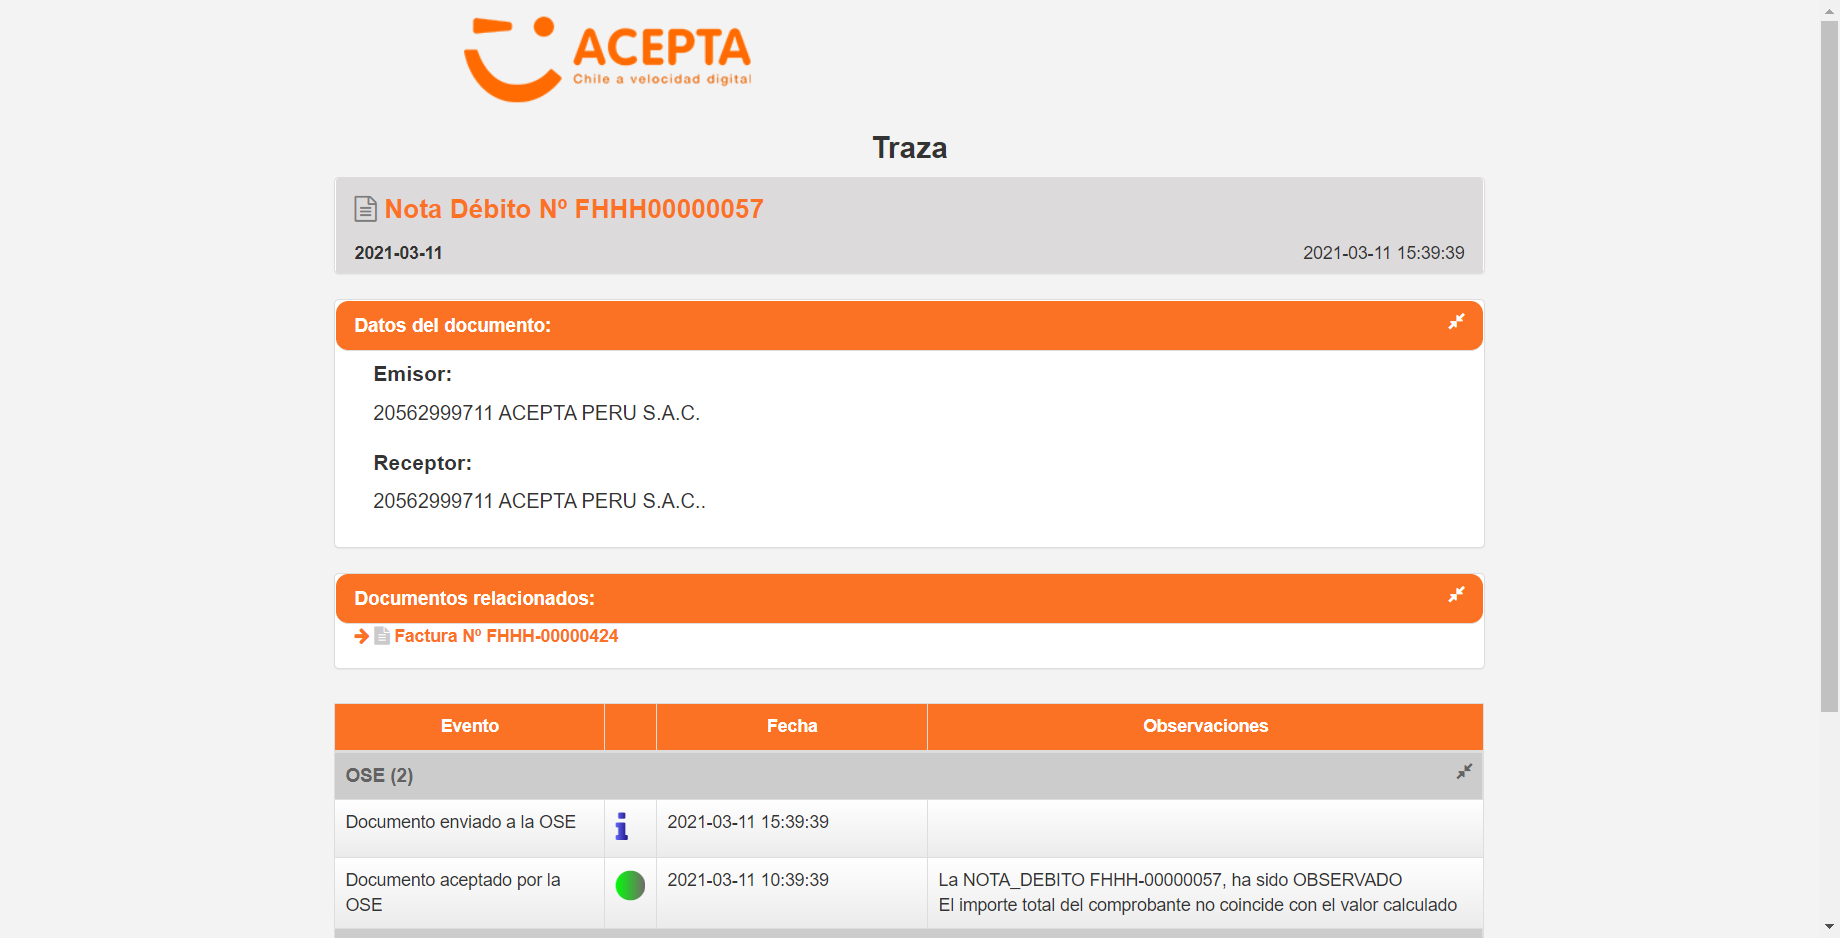 ACEPTA
Chile a velocidad digital
Traza
Nota Débito Nº FHHH00000057
2021-03-11 2021-03-11 15:39:39
Datos del documento:
Emisor:
20562999711 ACEPTA PERU S.A.C.
Receptor:
20562999711 ACEPTA PERU S.A.C..
Documentos relacionados:
Factura Nº FHHH-00000424
Evento Fecha Observaciones
OSE (2)
Documento enviado a la OSE 2021-03-11 15:39:39
Documento aceptado por la OSE 2021-03-11 10:39:39 La NOTA_DEBITO FHHH-00000057, ha sido OBSERVADO
El importe total del comprobante no coincide con el valor calculado